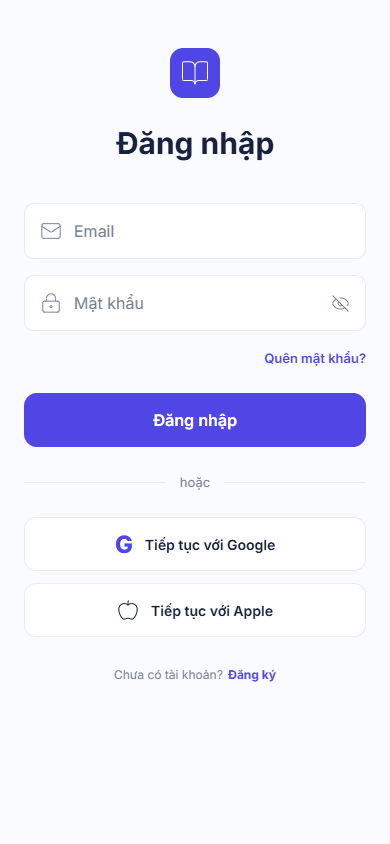 Đăng nhập
Email
Mật khẩu
Quên mật khẩu?
Đăng nhập
hoặc
G Tiếp tục với Google
Tiếp tục với Apple
Chưa có tài khoản? Đăng ký